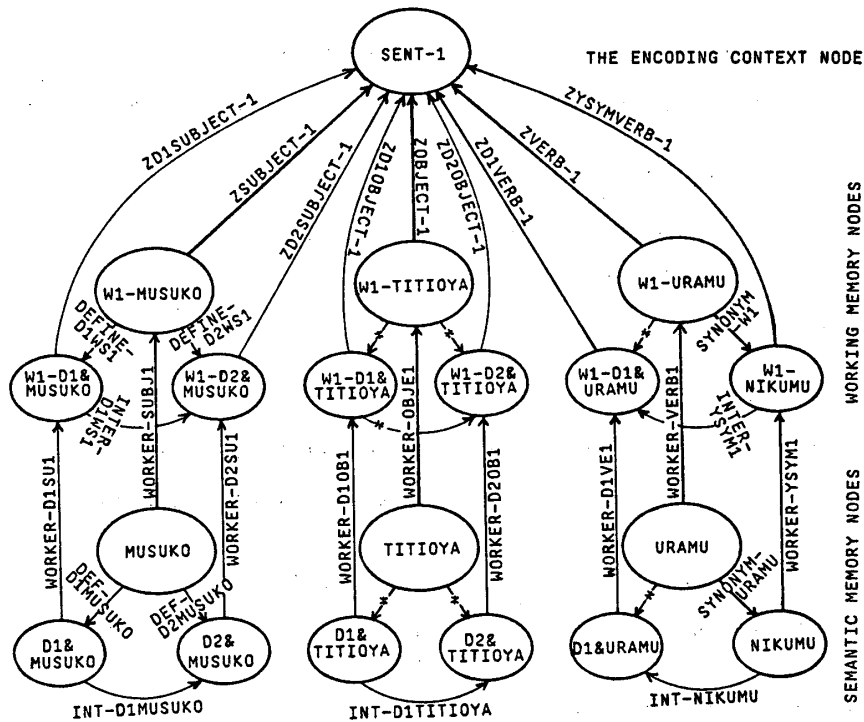 SENT-1
THE ENCODING CONTEXT NODE
ZD1SUBJECT-1
ZSUBJECT-1
ZD2SUBJECT-1
ZD1OBJECT-1
ZOBJECT-1
ZD2OBJECT-1
ZD1VERB-1
ZVERB-1
ZYSYMVERB-1
W1-MUSUKO
W1-TITIOYA
W1-URAMU
WORKING MEMORY NODES
DEFINE-
D1WS1
DEFINE-
D2WS1
SYNONYM
-W1
W1-D1&
MUSUKO
W1-D2&
MUSUKO
W1-D1&
TITIOYA
W1-D2&
TITIOYA
W1-D1&
URAMU
W1-
NIKUMU
INTER-
D1WS1
INTER-
YSYM1
WORKER-D1SU1
WORKER-SUBJ1
WORKER-D2SU1
WORKER-D1OB1
WORKER-OBJE1
WORKER-D2OB1
WORKER-D1VE1
WORKER-VERB1
WORKER-YSYM1
MUSUKO
TITIOYA
URAMU
SEMANTIC MEMORY NODES
DEF-
D1MUSUKO
DEF-
D2MUSUKO
SYNONYM-
URAMU
D1&
MUSUKO
D2&
MUSUKO
D1&
TITIOYA
D2&
TITIOYA
D1&URAMU
NIKUMU
INT-D1MUSUKO
INT-D1TITIOYA
INT-NIKUMU